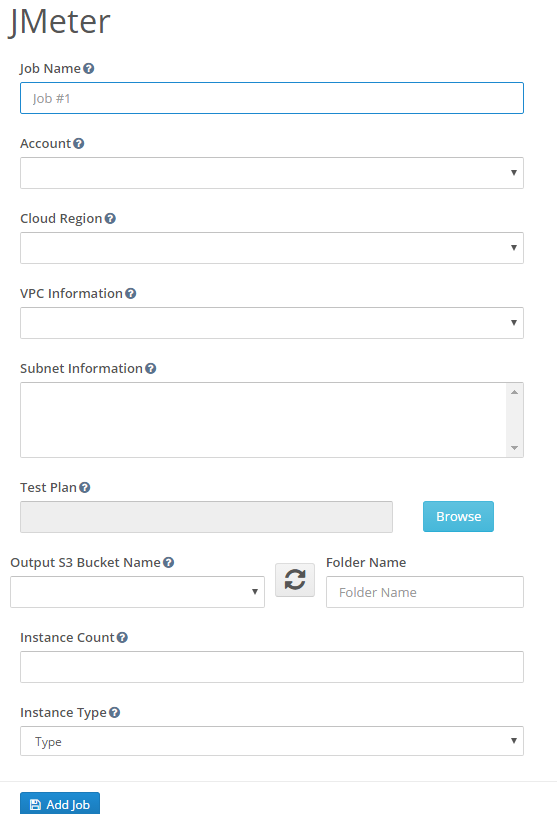 JMeter
Job Name
Job #1
Account
Cloud Region
VPC Information
Subnet Information
Test Plan
Browse
Output S3 Bucket Name Folder Name
Folder Name
Instance Count
Instance Type
Type
Add Job